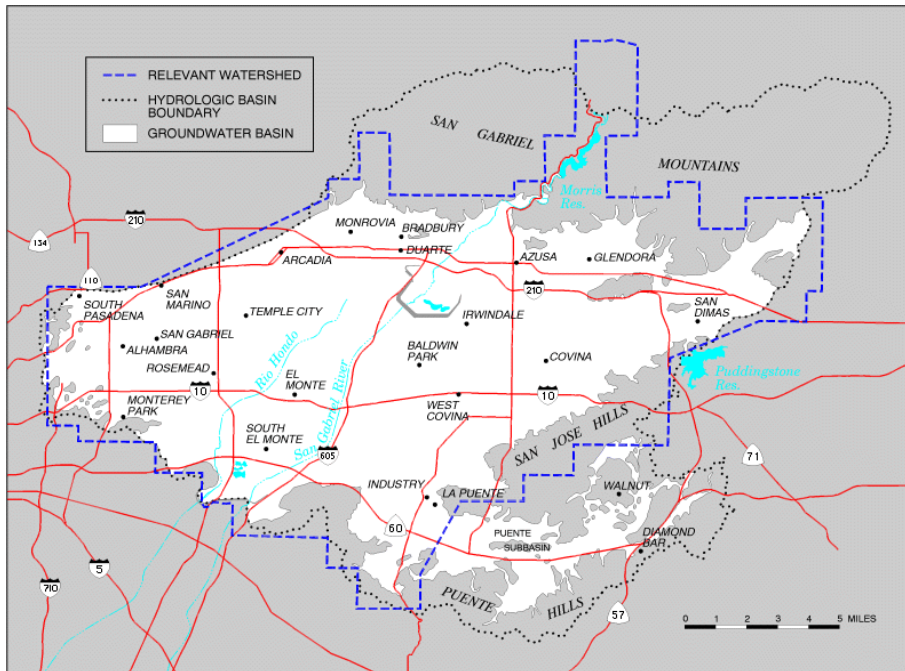 RELEVANT WATERSHED
HYDROLOGIC BASIN
BOUNDARY
GROUNDWATER BASIN
SAN GABRIEL
MOUNTAINS
Morris
Res.
210
134
110
MONROVIA
BRADBURY
DUARTE
ARCADIA
AZUSA
GLENDORA
SOUTH
PASADENA
SAN
MARINO
210
SAN
DIMAS
TEMPLE CITY
IRWINDALE
SAN GABRIEL
ALHAMBRA
Rio Hondo
BALDWIN
PARK
COVINA
Puddingstone
Res.
ROSEMEAD
EL
MONTE
San Gabriel River
10
10
MONTEREY
PARK
WEST
COVINA
SOUTH
EL MONTE
605
SAN JOSE HILLS
71
INDUSTRY
LA PUENTE
WALNUT
60
PUENTE
SUBBASIN
DIAMOND
BAR
710
5
PUENTE
HILLS
57
0 1 2 3 4 5 MILES